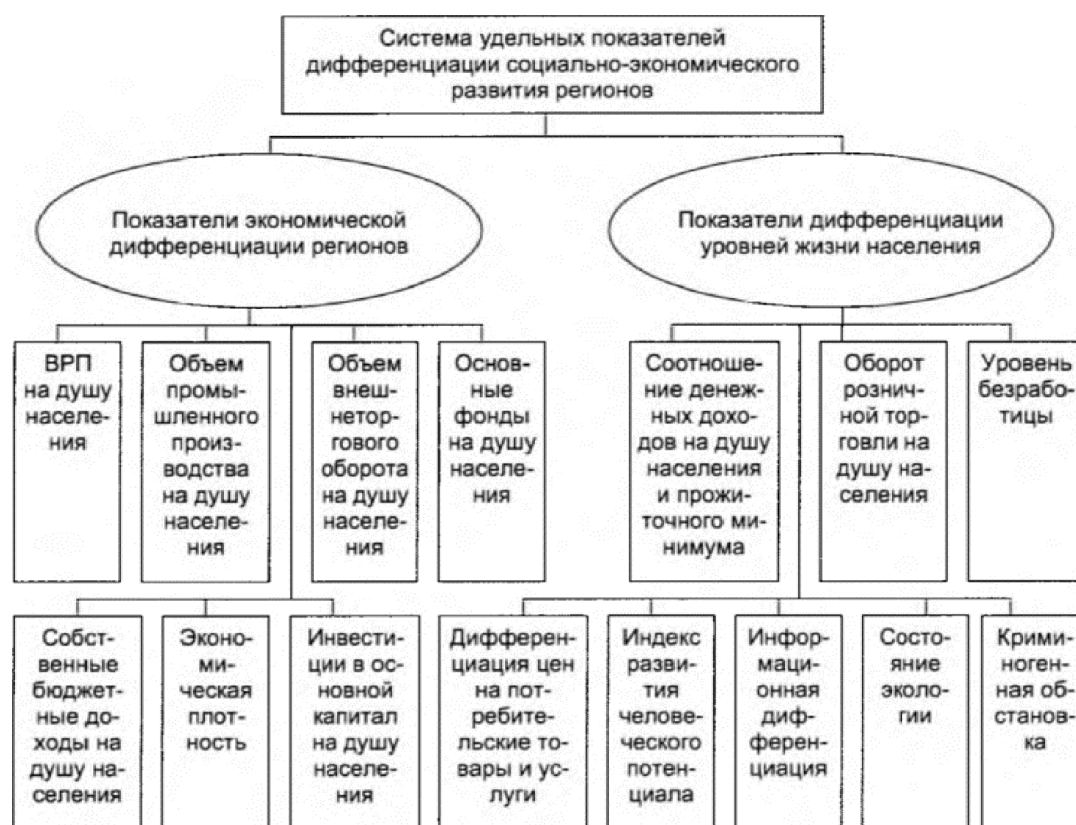 Система удельных показателей
дифференциации социально-экономического
развития регионов
Показатели экономической
дифференциации регионов
Показатели дифференциации
уровней жизни населения
ВРП
на душу
населе-
ния
Объем
промыш-
шленного
произ-
водства
на душу
населе-
ния
Объем
внеш-
неторг-
гового
оборота
на душу
населе-
ния
Основ-
ные
фонды
на душу
населе-
ния
Соотноше-
ние денеж-
ных дохо-
дов на душу
населения
и прожи-
точного ми-
нимума
Оборот
рознич-
ной тор-
говли на
душу на-
селения
Уровень
безрабо-
тицы
Собст-
венные
бюджет-
ные до-
ходы на
душу на-
селения
Эконо-
ми-
ческая
плот-
ность
Инвести-
ции в ос-
новной
капитал
на душу
населе-
ния
Дифферен-
циация цен
на пот-
ребите-
льские то-
вары и ус-
луги
Индекс
разви-
тия
челове-
ческого
потен-
циала
Инфор-
маци-
онная
диф-
ферен-
циация
Состо-
яние
эколо-
гии
Крими-
ноген-
ная об-
станов-
ка